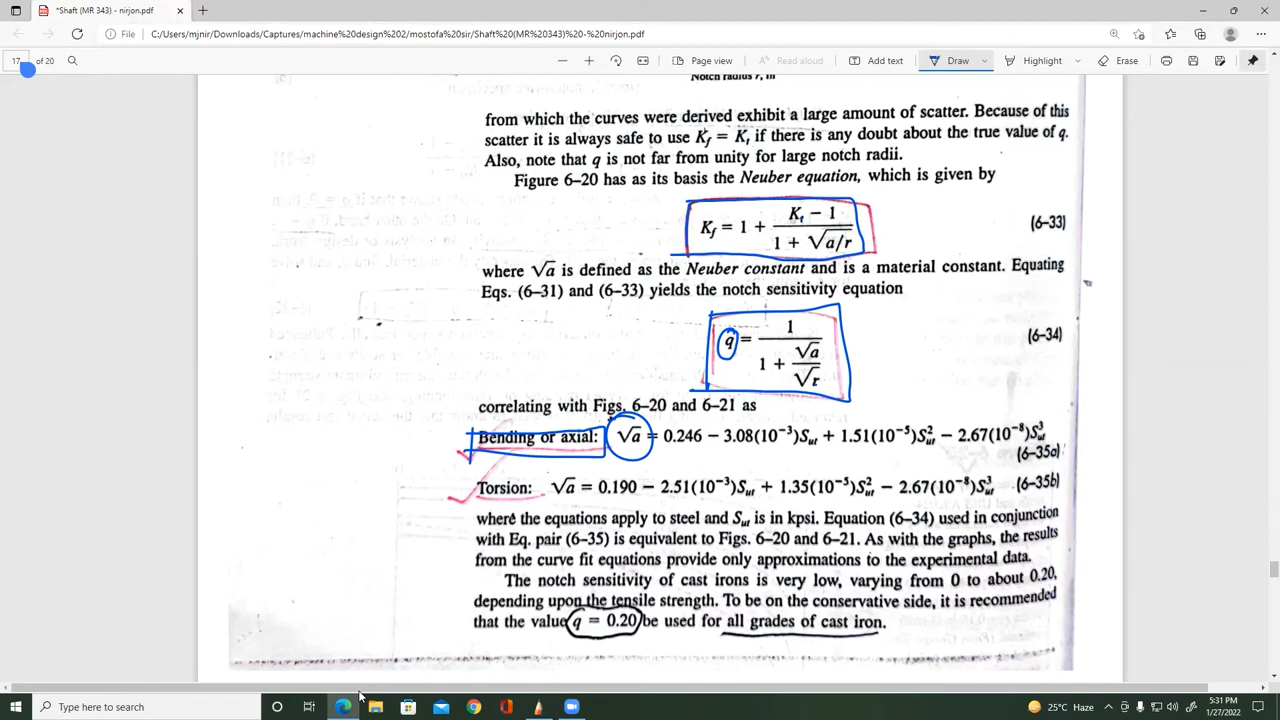 *Shaft (MR 343) - nirjon.pdf
File
C:/Users/mjnir/Downloads/Captures/machine%20design%202/mostofa%20sir/Shaft(MR%20343)%20-%20nirjon.pdf
17 of 20
Page view
Read aloud
Add text
Draw
Highlight
Erase
Notch radius r, in
from which the curves were derived exhibit a large amount of scatter. Because of this
scatter it is always safe to use K_f = K_t if there is any doubt about the true value of q.
Also, note that q is not far from unity for large notch radii.
Figure 6–20 has as its basis the Neuber equation, which is given by
K_f = 1 + (K_t − 1)/(1 + √(a/r)) (6–33)
where √a is defined as the Neuber constant and is a material constant. Equating
Eqs. (6–31) and (6–33) yields the notch sensitivity equation
q = 1/(1 + √a/√r) (6–34)
correlating with Figs. 6–20 and 6–21 as
Bending or axial: √a = 0.246 − 3.08(10⁻³)S_ut + 1.51(10⁻⁵)S²_ut − 2.67(10⁻⁸)S³_ut
(6–35a)
Torsion: √a = 0.190 − 2.51(10⁻³)S_ut + 1.35(10⁻⁵)S²_ut − 2.67(10⁻⁸)S³_ut (6–35b)
where the equations apply to steel and S_ut is in kpsi. Equation (6–34) used in conjunction
with Eq. pair (6–35) is equivalent to Figs. 6–20 and 6–21. As with the graphs, the results
from the curve fit equations provide only approximations to the experimental data.
The notch sensitivity of cast irons is very low, varying from 0 to about 0.20,
depending upon the tensile strength. To be on the conservative side, it is recommended
that the value q = 0.20 be used for all grades of cast iron.
Type here to search
25°C Haze
5:31 PM
1/27/2022